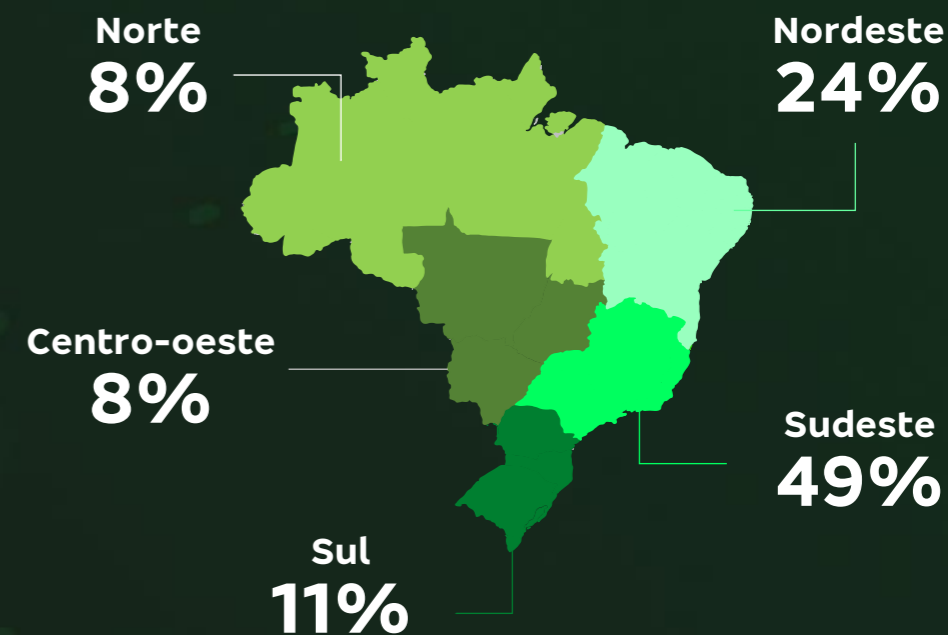 Norte
8%
Nordeste
24%
Centro-oeste
8%
Sudeste
49%
Sul
11%